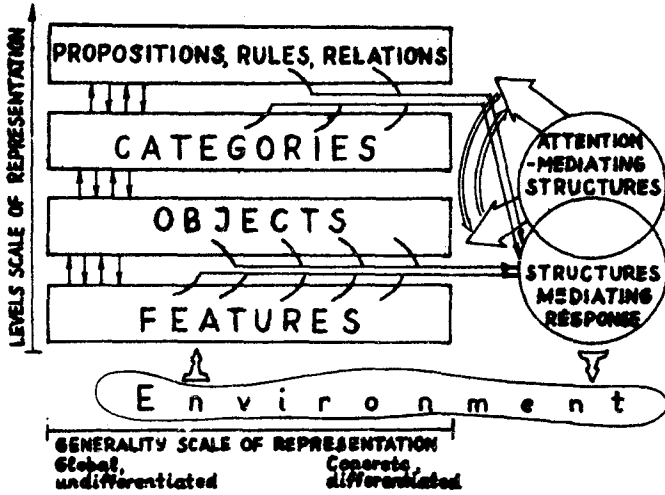 LEVELS SCALE OF REPRESENTATION
PROPOSITIONS, RULES, RELATIONS
CATEGORIES
OBJECTS
FEATURES
ATTENTION
-MEDIATING
STRUCTURES
STRUCTURES
MEDIATING
RESPONSE
Environment
GENERALITY SCALE OF REPRESENTATION
Global,
undifferentiated
Concrete,
differentiated